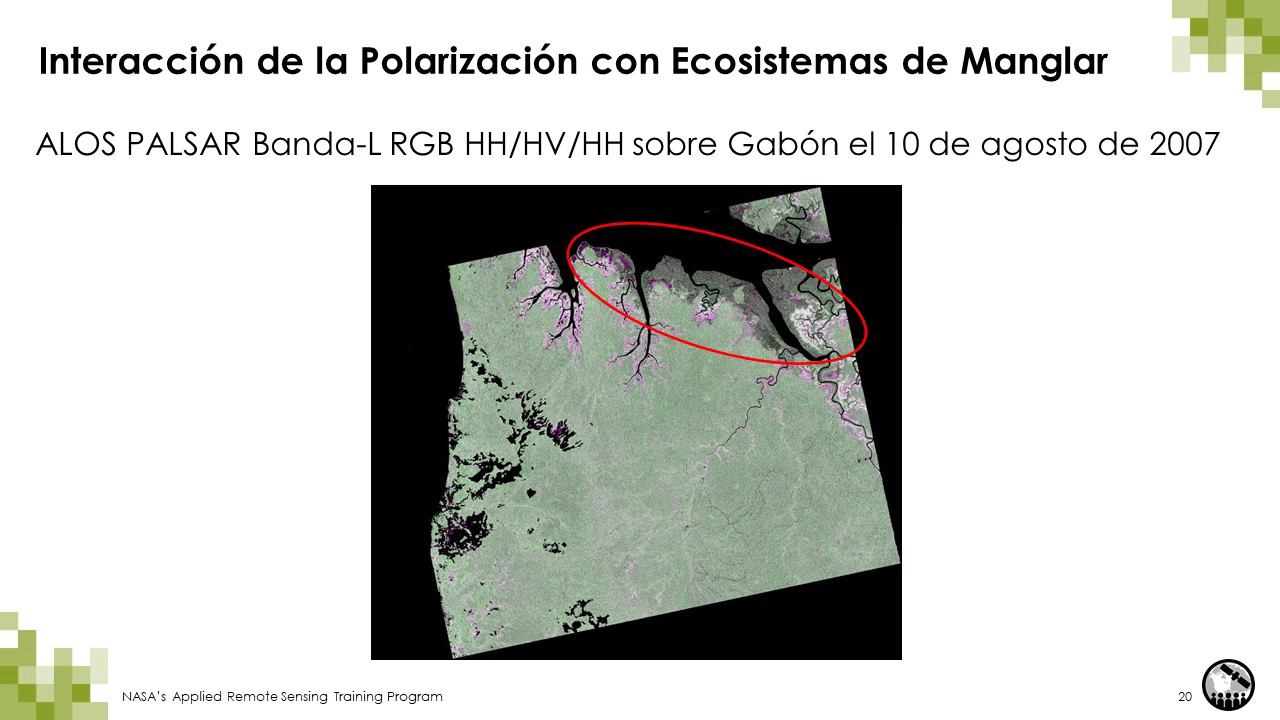 Interacción de la Polarización con Ecosistemas de Manglar
ALOS PALSAR Banda-L RGB HH/HV/HH sobre Gabón el 10 de agosto de 2007
NASA's Applied Remote Sensing Training Program
20